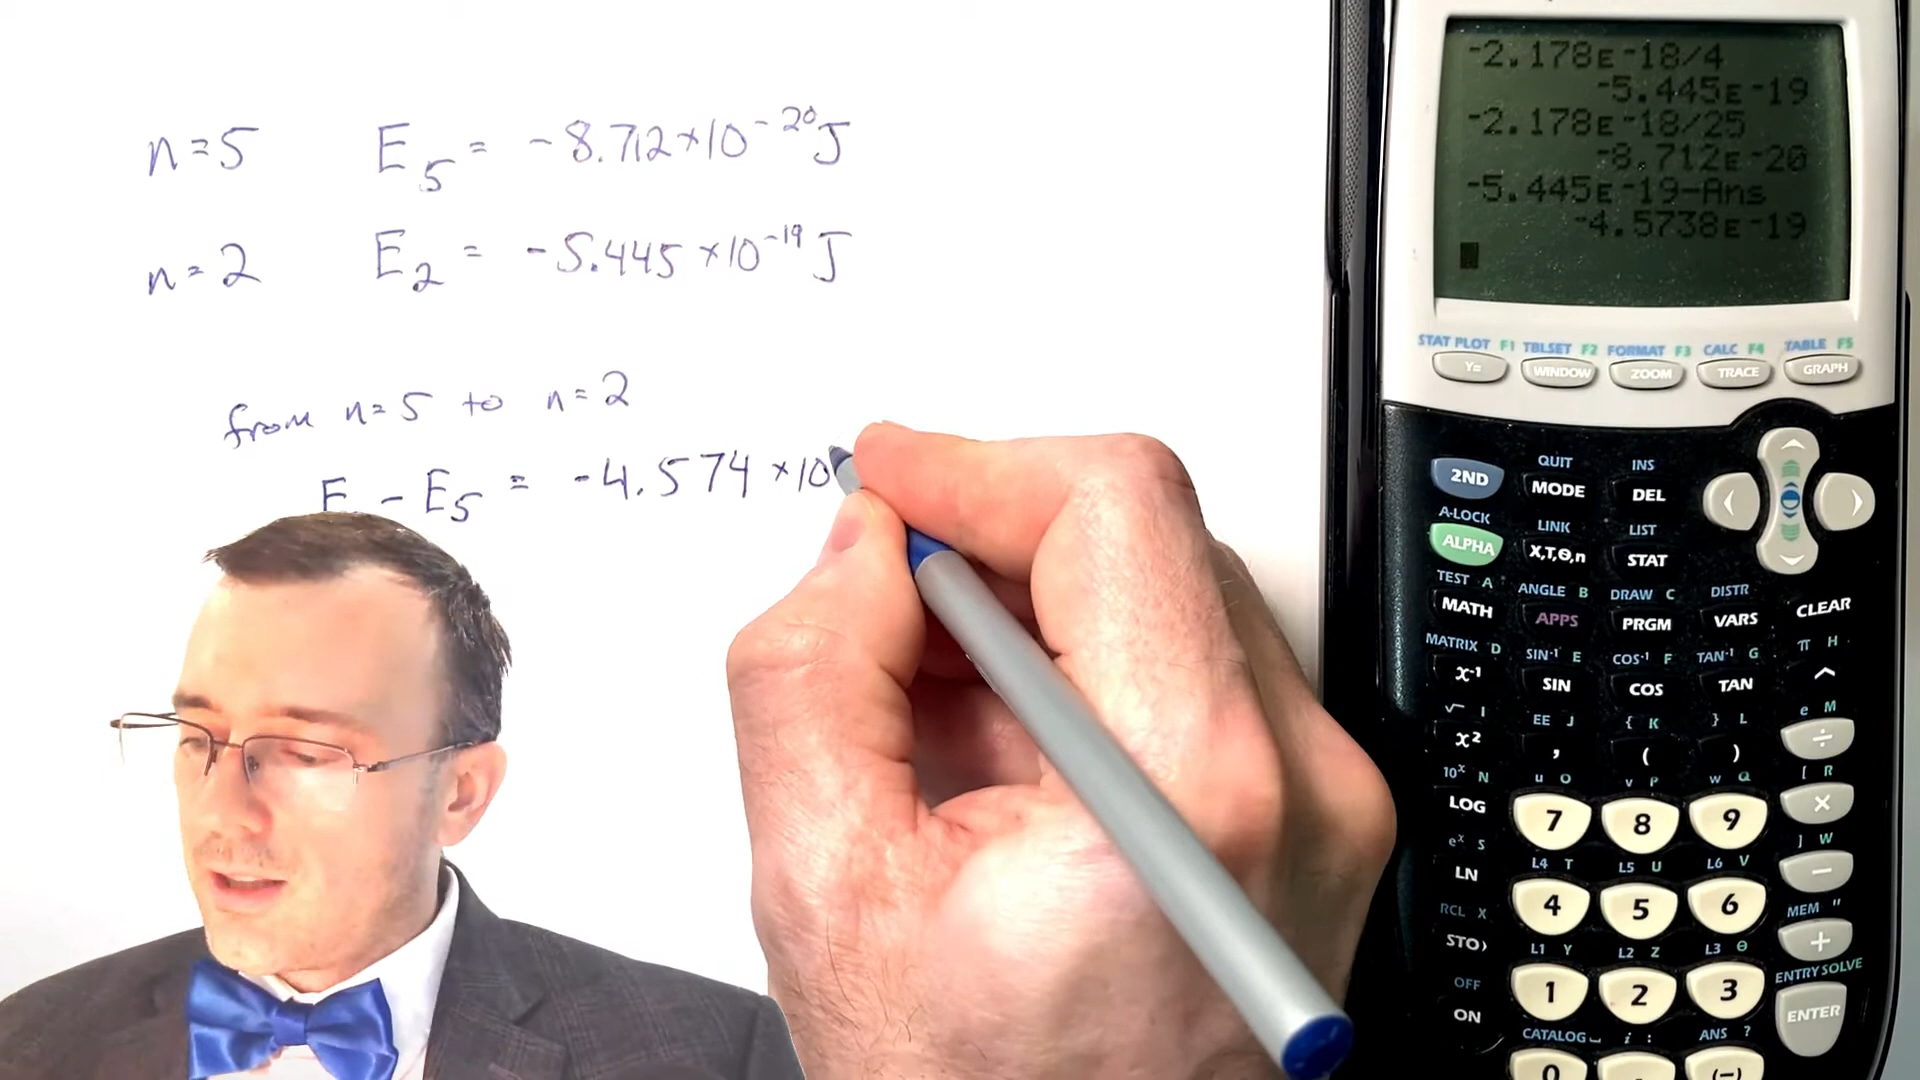 n=5 E5 = -8.712×10^-20 J
n=2 E2 = -5.445×10^-19 J
from n=5 to n=2
E - E5 = -4.574×10
-2.178E-18/4
-5.445E-19
-2.178E-18/25
-8.712E-20
-5.445E-19-Ans
-4.5738E-19
STAT PLOT F1 TBLSET F2 FORMAT F3 CALC F4 TABLE F5
Y= WINDOW ZOOM TRACE GRAPH
QUIT INS
2ND MODE DEL
A-LOCK LINK LIST
ALPHA X,T,θ,n STAT
TEST A ANGLE B DRAW C DISTR
MATH APPS PRGM VARS CLEAR
MATRIX D SIN-1 E COS-1 F TAN-1 G π H
x-1 SIN COS TAN ^
√ I EE J { K } L e M
x² , ( ) ÷
10^x N u O v P w Q [ R
LOG 7 8 9 ×
e^x S L4 T L5 U L6 V ] W
LN 4 5 6 −
RCL X L1 Y L2 Z L3 θ MEM "
STO› 1 2 3 +
OFF ENTRY SOLVE
ON ENTER
CATALOG i : ANS ?
0 . (−)